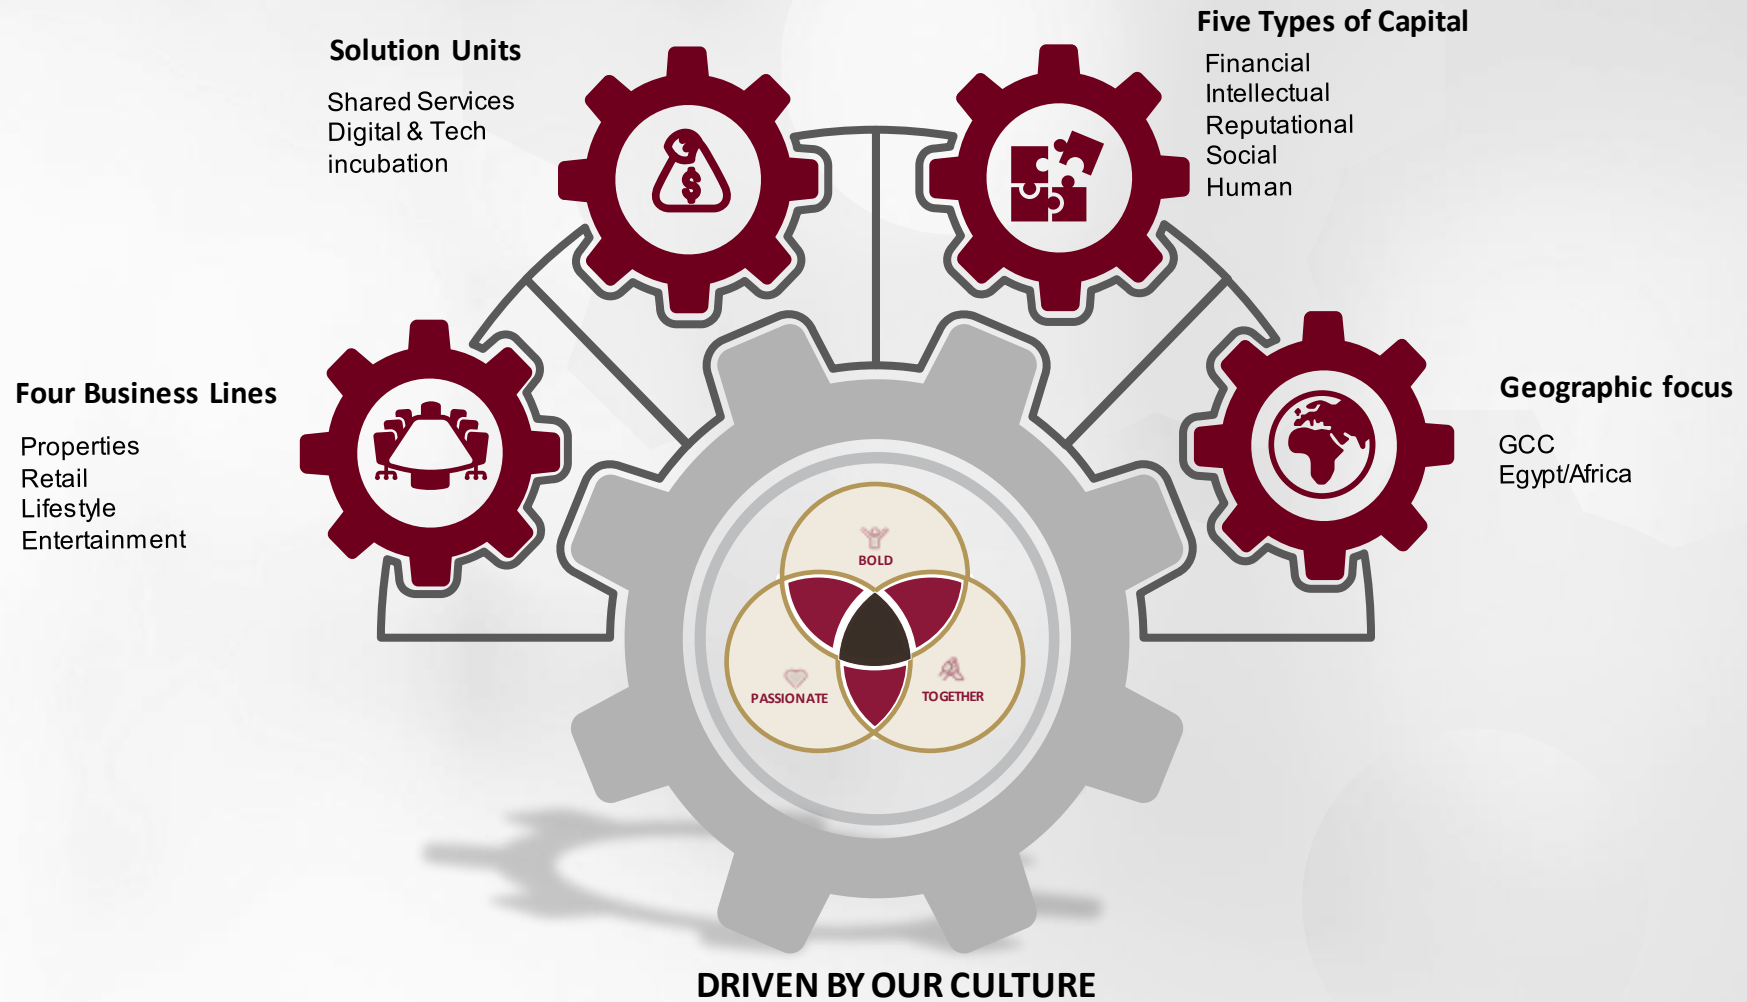 Solution Units
Shared Services
Digital & Tech
incubation
Five Types of Capital
Financial
Intellectual
Reputational
Social
Human
Four Business Lines
Properties
Retail
Lifestyle
Entertainment
Geographic focus
GCC
Egypt/Africa
$
BOLD
PASSIONATE
TOGETHER
DRIVEN BY OUR CULTURE